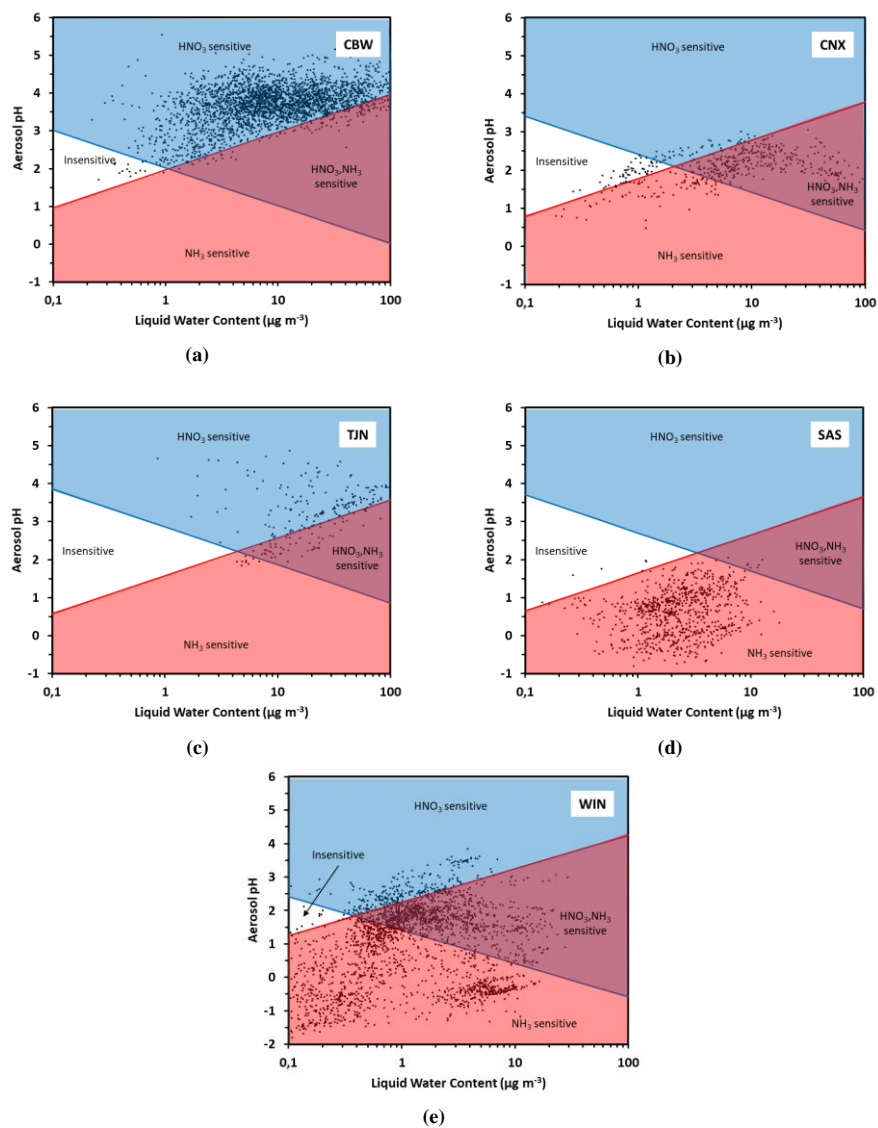 6
5
4
3
2
1
0
-1
Aerosol pH
HNO₃ sensitive
CBW
Insensitive
HNO₃,NH₃
sensitive
NH₃ sensitive
0,1 1 10 100
Liquid Water Content (µg m⁻³)
(a)
6
5
4
3
2
1
0
-1
Aerosol pH
HNO₃ sensitive
CNX
Insensitive
HNO₃,NH₃
sensitive
NH₃ sensitive
0,1 1 10 100
Liquid Water Content (µg m⁻³)
(b)
6
5
4
3
2
1
0
-1
Aerosol pH
HNO₃ sensitive
TJN
Insensitive
HNO₃,NH₃
sensitive
NH₃ sensitive
0,1 1 10 100
Liquid Water Content (µg m⁻³)
(c)
6
5
4
3
2
1
0
-1
Aerosol pH
HNO₃ sensitive
SAS
Insensitive
HNO₃,NH₃
sensitive
NH₃ sensitive
0,1 1 10 100
Liquid Water Content (µg m⁻³)
(d)
6
5
4
3
2
1
0
-1
-2
Aerosol pH
HNO₃ sensitive
WIN
Insensitive
HNO₃,NH₃
sensitive
NH₃ sensitive
0,1 1 10 100
Liquid Water Content (µg m⁻³)
(e)